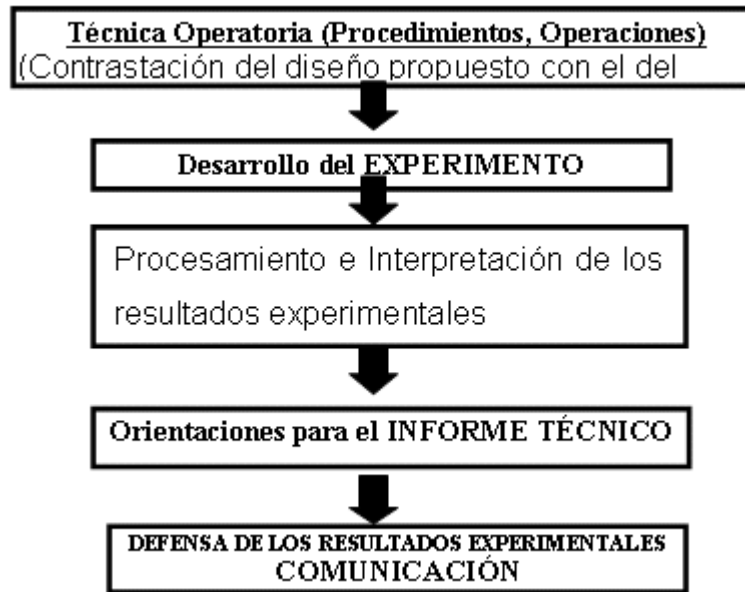 Técnica Operatoria (Procedimientos, Operaciones)
(Contrastación del diseño propuesto con el del
Desarrollo del EXPERIMENTO
Procesamiento e Interpretación de los
resultados experimentales
Orientaciones para el INFORME TÉCNICO
DEFENSA DE LOS RESULTADOS EXPERIMENTALES
COMUNICACIÓN